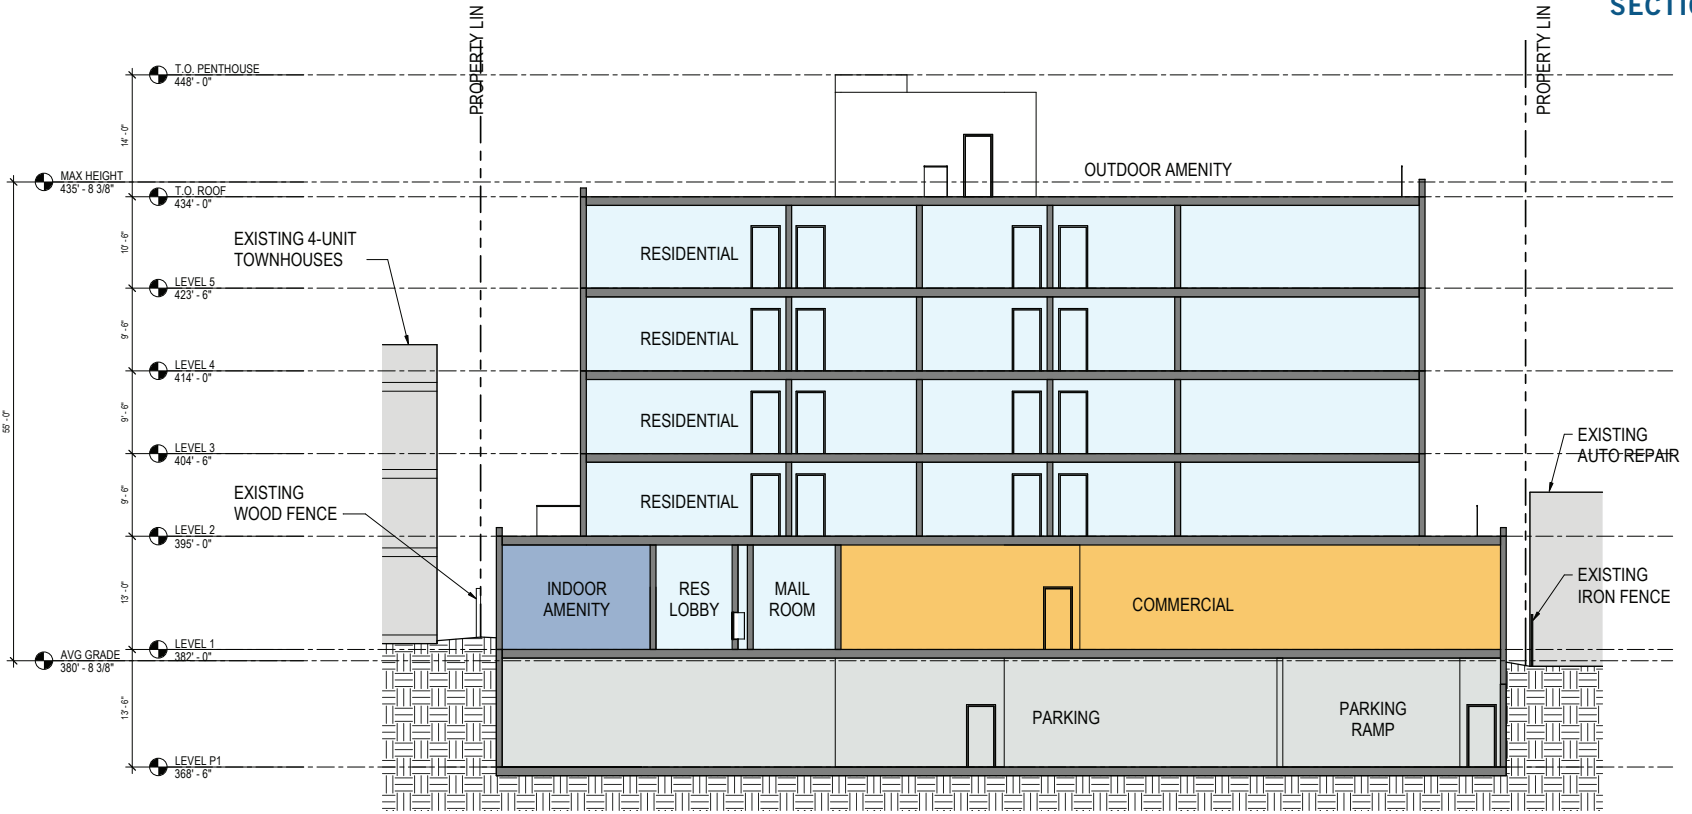 SECTIO
PROPERTY LIN
PROPERTY LIN
T.O. PENTHOUSE
448' - 0"
14' - 0"
MAX HEIGHT
435' - 8 3/8"
T.O. ROOF
434' - 0"
OUTDOOR AMENITY
10' - 6"
EXISTING 4-UNIT
TOWNHOUSES
RESIDENTIAL
LEVEL 5
423' - 6"
9' - 6"
RESIDENTIAL
LEVEL 4
414' - 0"
9' - 6"
55' - 0"
RESIDENTIAL
LEVEL 3
404' - 6"
EXISTING
AUTO REPAIR
9' - 6"
EXISTING
WOOD FENCE
RESIDENTIAL
LEVEL 2
395' - 0"
13' - 0"
INDOOR
AMENITY
RES
LOBBY
MAIL
ROOM
COMMERCIAL
EXISTING
IRON FENCE
LEVEL 1
382' - 0"
AVG GRADE
380' - 8 3/8"
13' - 6"
PARKING
PARKING
RAMP
LEVEL P1
368' - 6"